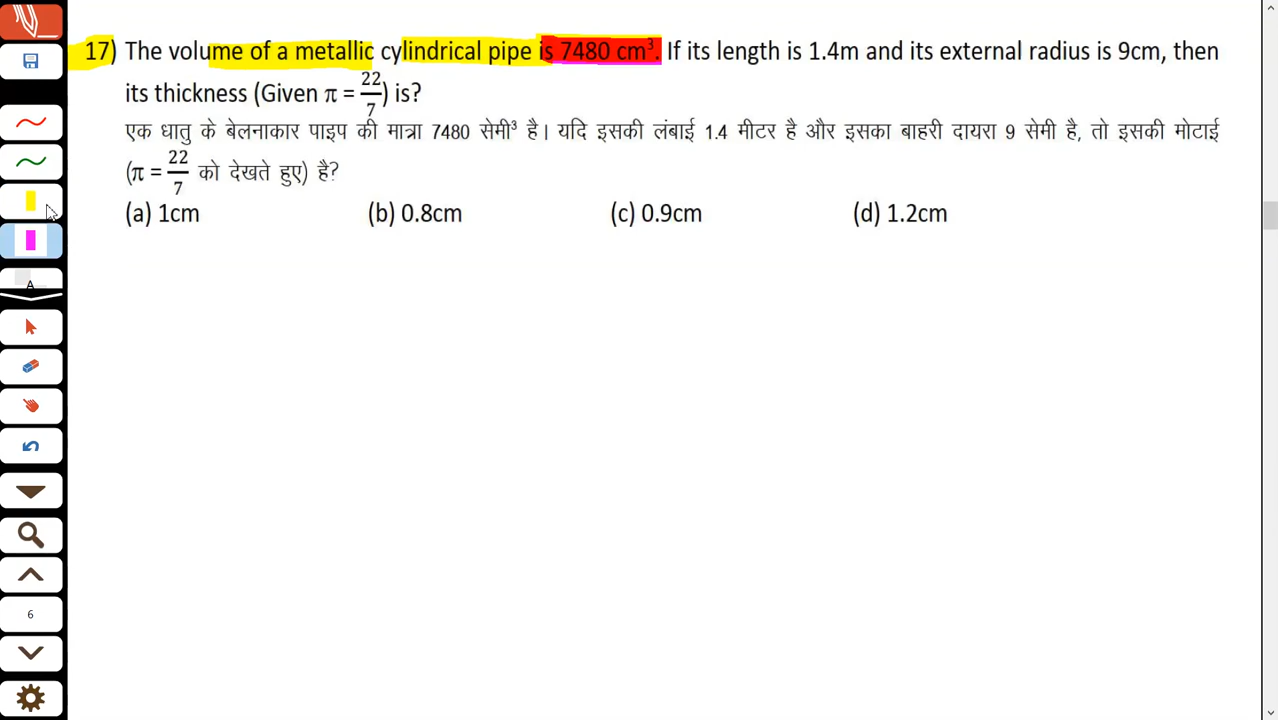 17) The volume of a metallic cylindrical pipe is 7480 cm³. If its length is 1.4m and its external radius is 9cm, then
its thickness (Given π = 22/7) is?
एक धातु के बेलनाकार पाइप की मात्रा 7480 सेमी³ है। यदि इसकी लंबाई 1.4 मीटर है और इसका बाहरी दायरा 9 सेमी है, तो इसकी मोटाई
(π = 22/7 को देखते हुए) है?
(a) 1cm (b) 0.8cm (c) 0.9cm (d) 1.2cm
A
6